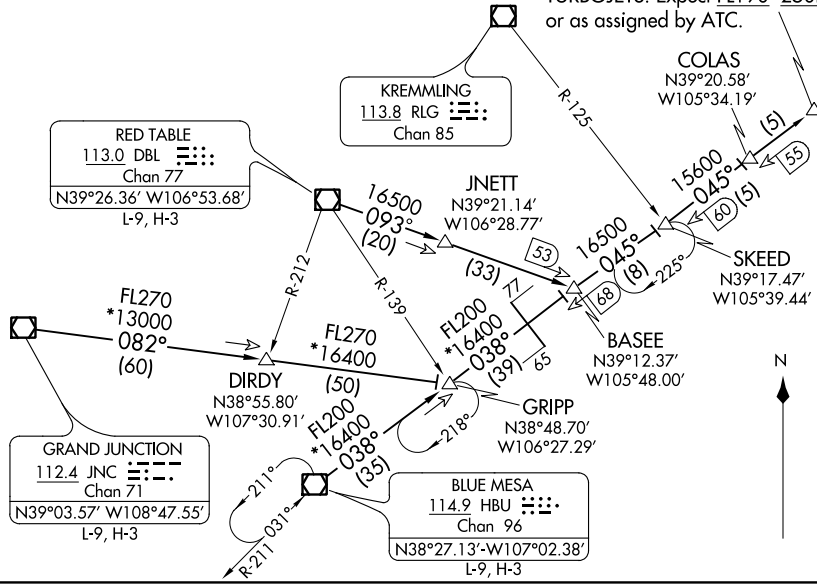 TURBOJETS: Expect
or as assigned by ATC.
COLAS
N39°20.58'
W105°34.19'
(5)
55
KREMMLING
113.8 RLG
Chan 85
R-125
RED TABLE
113.0 DBL
Chan 77
N39°26.36' W106°53.68'
L-9, H-3
16500
093°
(20)
JNETT
N39°21.14'
W106°28.77'
(33)
53
15600
045°
(5)
60
16500
045°
(8)
225°
SKEED
N39°17.47'
W105°39.44'
68
BASEE
N39°12.37'
W105°48.00'
R-212
R-139
FL270
*13000
082°
(60)
FL270
*16400
(50)
DIRDY
N38°55.80'
W107°30.91'
FL200
*16400
038°
(39)
77
65
GRIPP
N38°48.70'
W106°27.29'
218°
N
FL200
*16400
038°
(35)
GRAND JUNCTION
112.4 JNC
Chan 71
N39°03.57' W108°47.55'
L-9, H-3
211°
031°
R-211
BLUE MESA
114.9 HBU
Chan 96
N38°27.13'-W107°02.38'
L-9, H-3